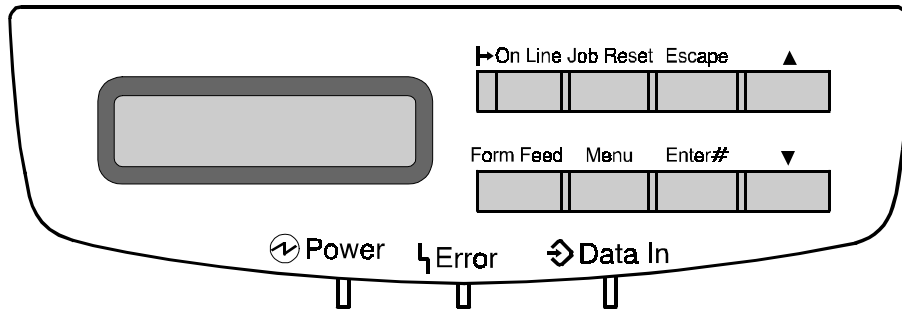 On Line Job Reset Escape ▲
Form Feed Menu Enter# ▼
Power Error Data In